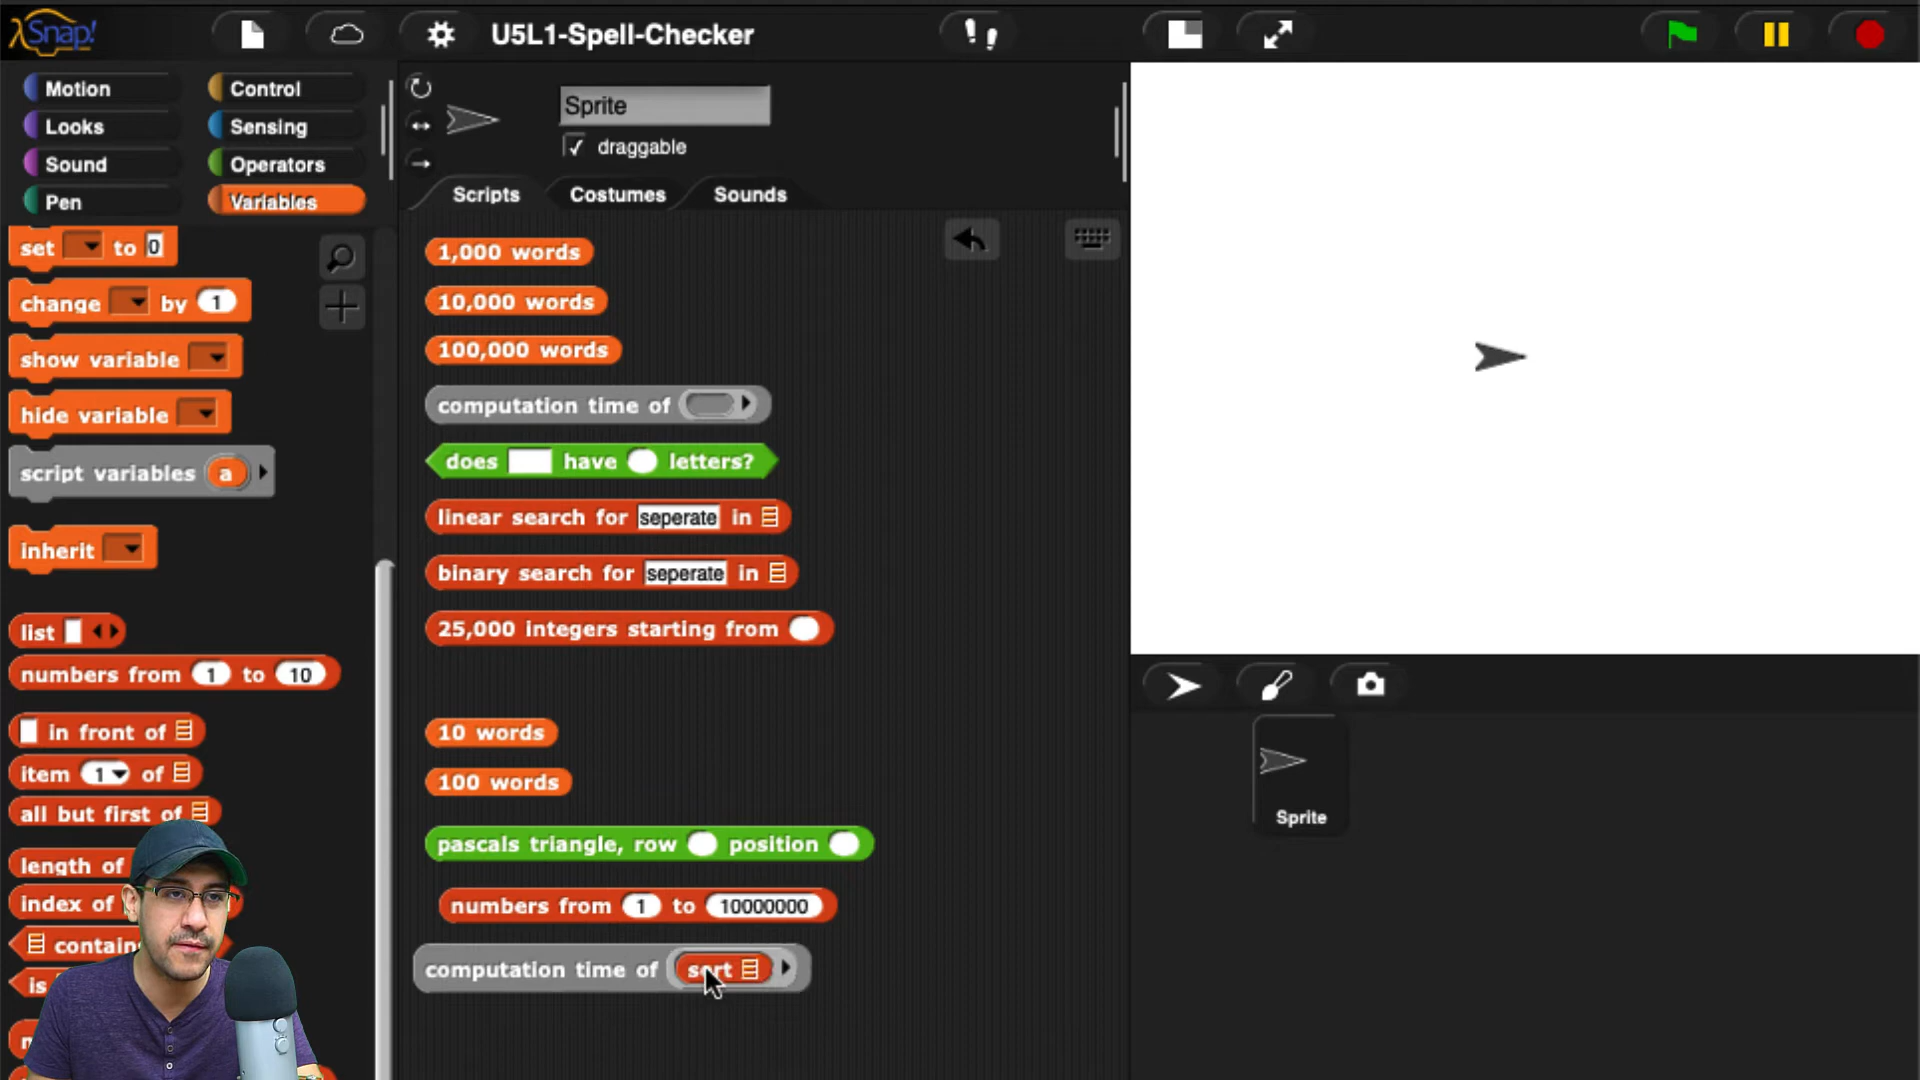 λSnap!
U5L1-Spell-Checker
Motion
Control
Looks
Sensing
Sound
Operators
Pen
Variables
Sprite
draggable
Scripts
Costumes
Sounds
set to 0
change by 1
show variable
hide variable
script variables a
inherit
list
numbers from 1 to 10
in front of
item 1 of
all but first of
length of
index of
is
1,000 words
10,000 words
100,000 words
computation time of
does have letters?
linear search for seperate in
binary search for seperate in
25,000 integers starting from
10 words
100 words
pascals triangle, row position
numbers from 1 to 10000000
computation time of sort
Sprite